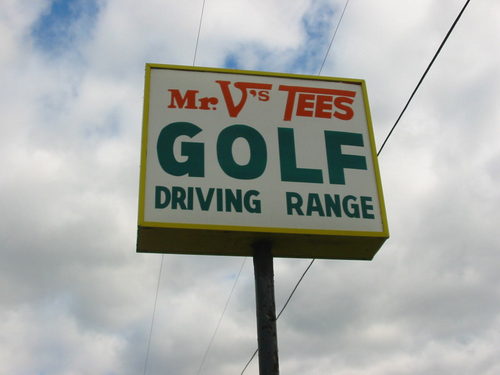 Mr. V's TEES
GOLF
DRIVING RANGE